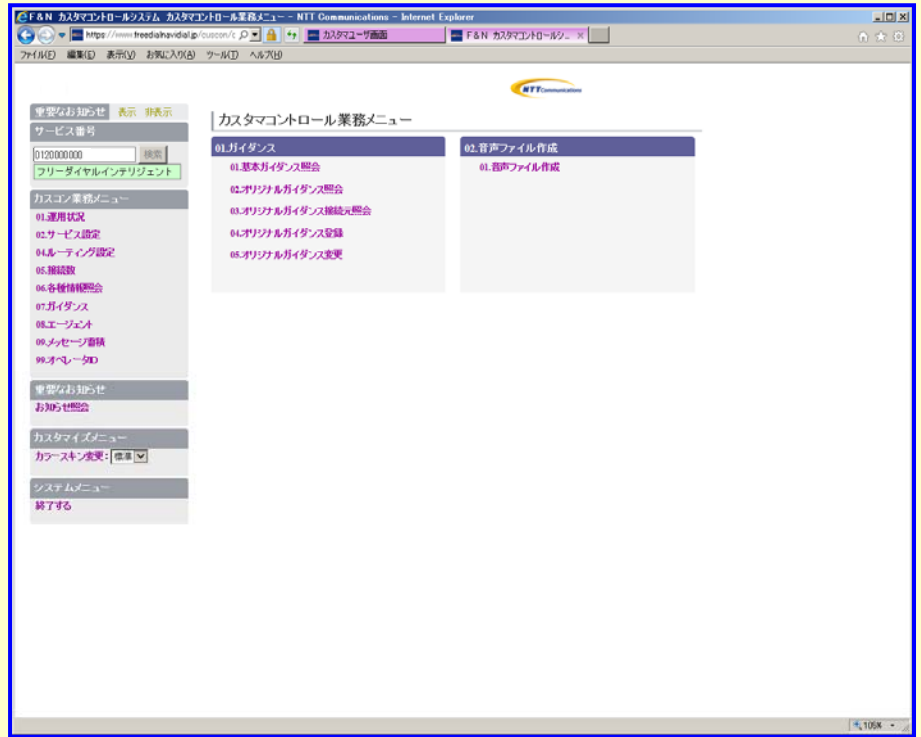 F&N カスタマコントロールシステム カスタマコントロール業務メニュー - NTT Communications - Internet Explorer
https://www.freedialnavidial.jp/cuscon/c
カスタマユーザ画面
F&N カスタマコントロールシ...
ファイル(F) 編集(E) 表示(V) お気に入り(A) ツール(T) ヘルプ(H)
NTT Communications
重要なお知らせ 表示 非表示
サービス番号
0120000000 検索
フリーダイヤルインテリジェント
カスコン業務メニュー
01.運用状況
02.サービス設定
04.ルーティング設定
05.接続数
06.各種情報照会
07.ガイダンス
08.エージェント
09.メッセージ蓄積
99.オペレータID
重要なお知らせ
お知らせ照会
カスタマイズメニュー
カラースキン変更: 標準
システムメニュー
終了する
カスタマコントロール業務メニュー
01.ガイダンス
01.基本ガイダンス照会
02.オリジナルガイダンス照会
03.オリジナルガイダンス接続元照会
04.オリジナルガイダンス登録
05.オリジナルガイダンス変更
02.音声ファイル作成
01.音声ファイル作成
105%